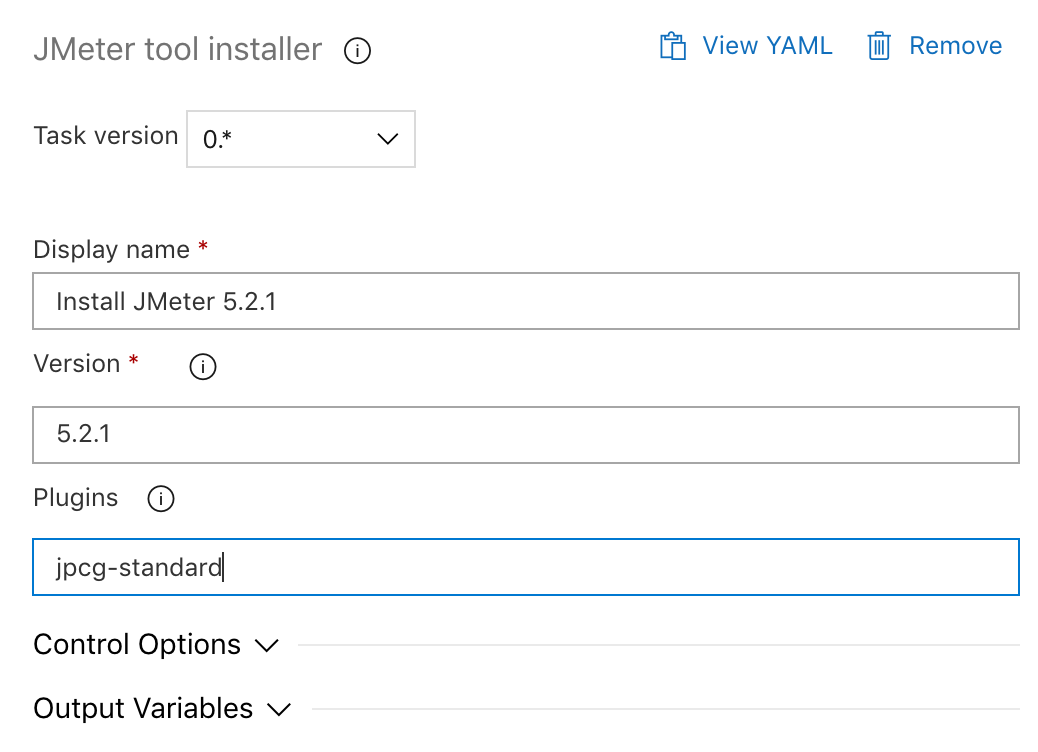 JMeter tool installer
View YAML
Remove
Task version
0.*
Display name *
Install JMeter 5.2.1
Version *
5.2.1
Plugins
jpcg-standard
Control Options
Output Variables